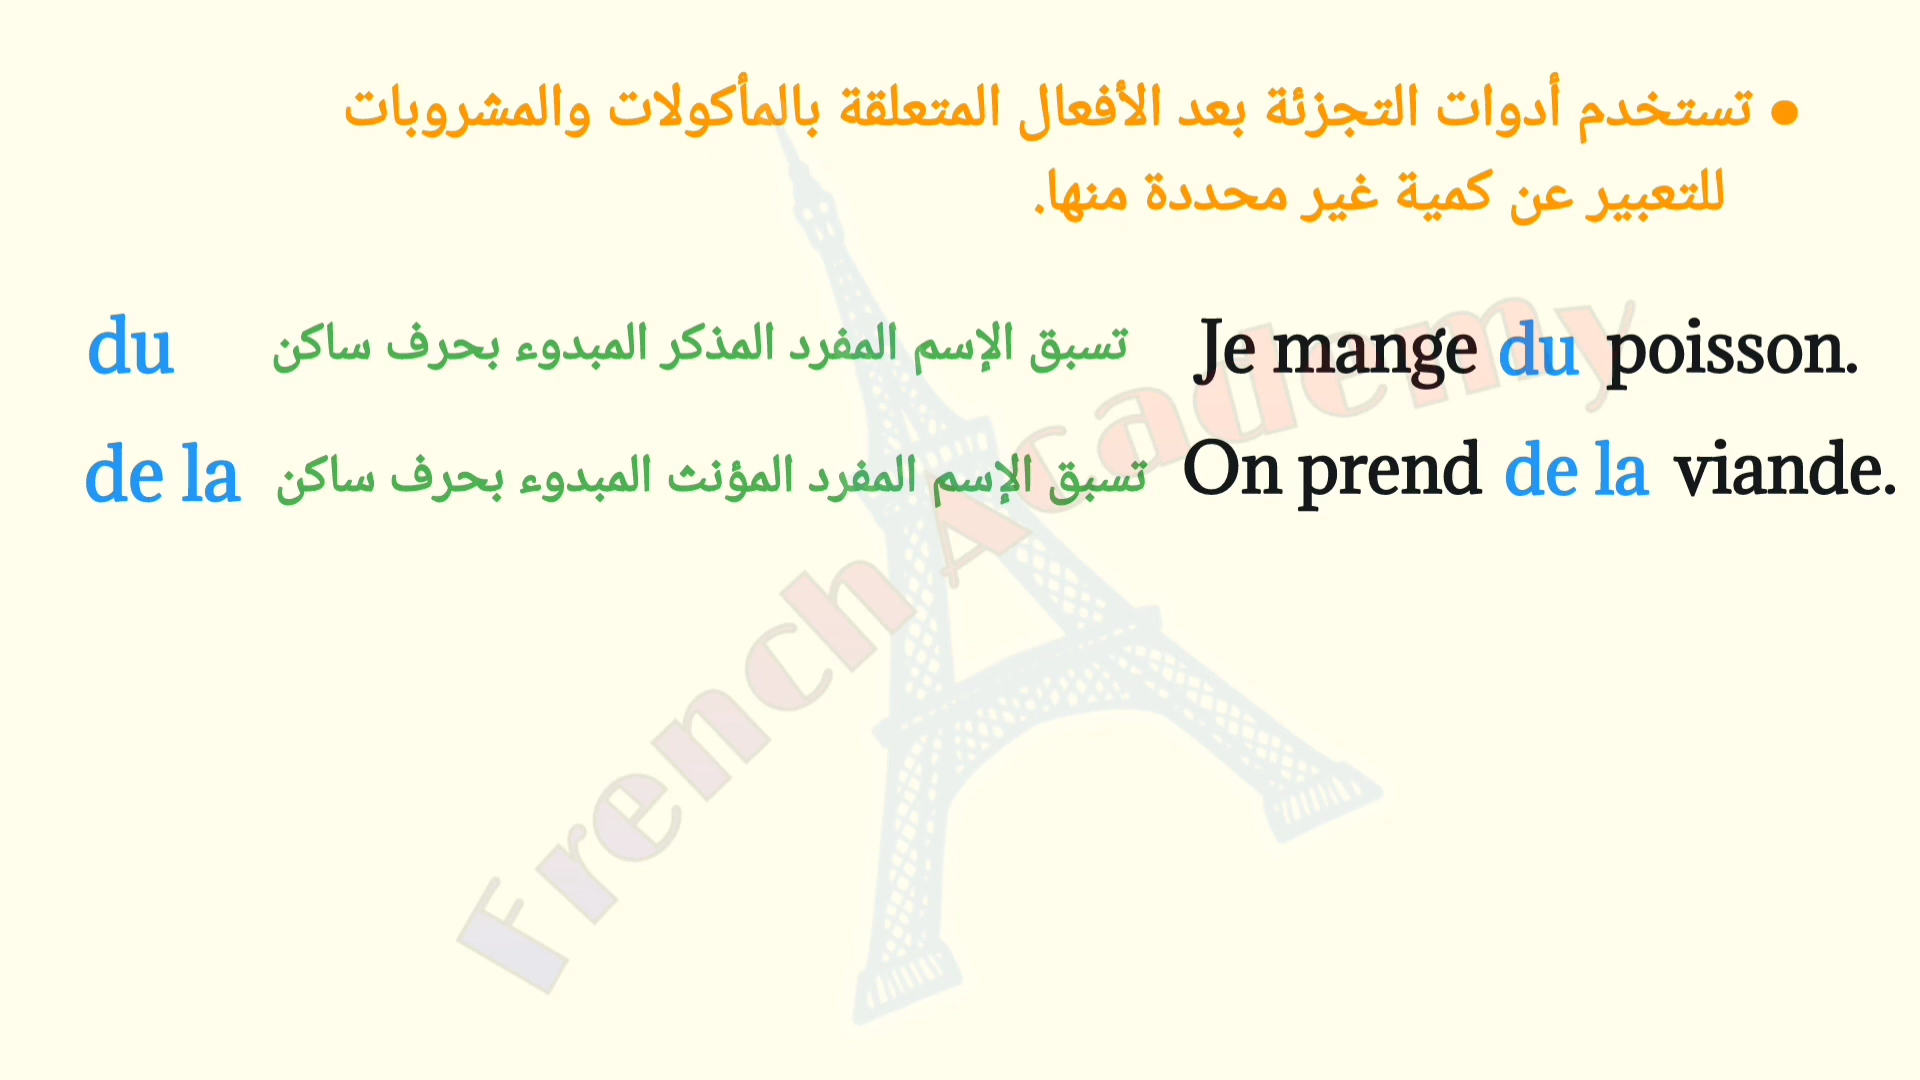 • تستخدم أدوات التجزئة بعد الأفعال المتعلقة بالمأكولات والمشروبات
للتعبير عن كمية غير محددة منها.
du تسبق الإسم المفرد المذكر المبدوء بحرف ساكن Je mange du poisson.
de la تسبق الإسم المفرد المؤنث المبدوء بحرف ساكن On prend de la viande.
French Academy